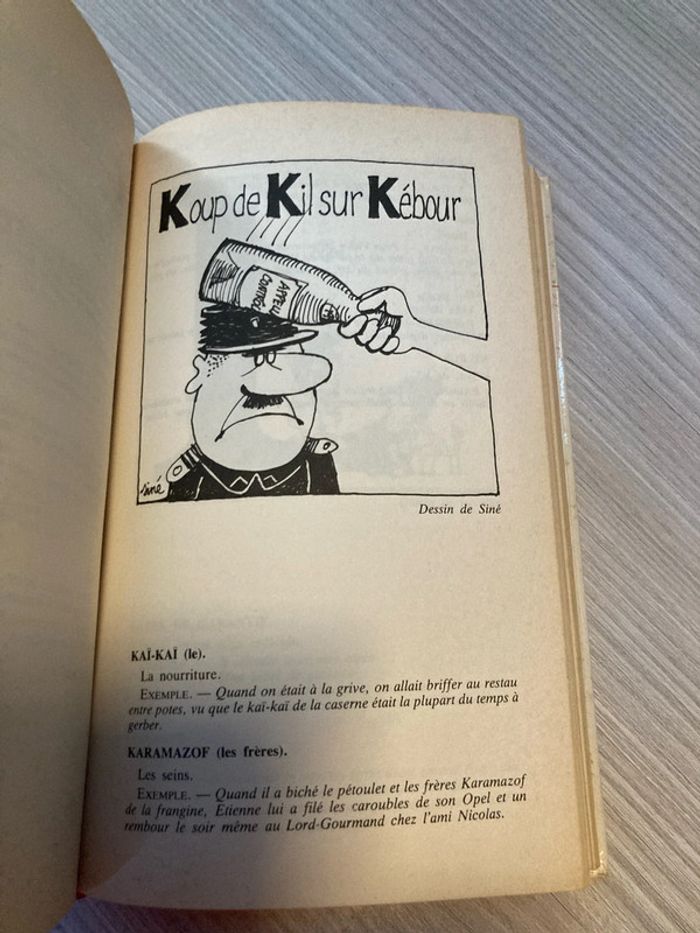 Koup de Kil sur Kébour
APPELL
CONTRÔL
siné
Dessin de Siné
KAÏ-KAÏ (le).
La nourriture.
EXEMPLE. — Quand on était à la grive, on allait briffer au restau
entre potes, vu que le kaï-kaï de la caserne était la plupart du temps à
gerber.
KARAMAZOF (les frères).
Les seins.
EXEMPLE. — Quand il a biché le pétoulet et les frères Karamazof
de la frangine, Etienne lui a filé les caroubles de son Opel et un
rembour le soir même au Lord-Gourmand chez l'ami Nicolas.